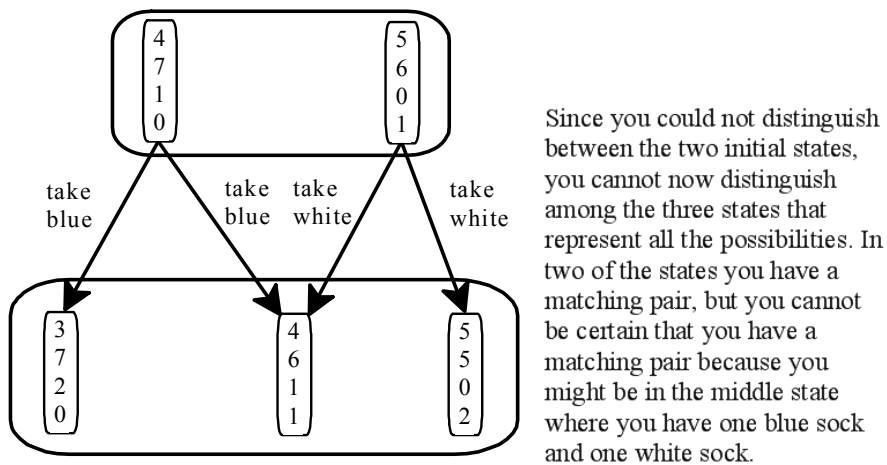 4
7
1
0
5
6
0
1
take
blue
take
blue
take
white
take
white
3
7
2
0
4
6
1
1
5
5
0
2
Since you could not distinguish
between the two initial states,
you cannot now distinguish
among the three states that
represent all the possibilities. In
two of the states you have a
matching pair, but you cannot
be certain that you have a
matching pair because you
might be in the middle state
where you have one blue sock
and one white sock.